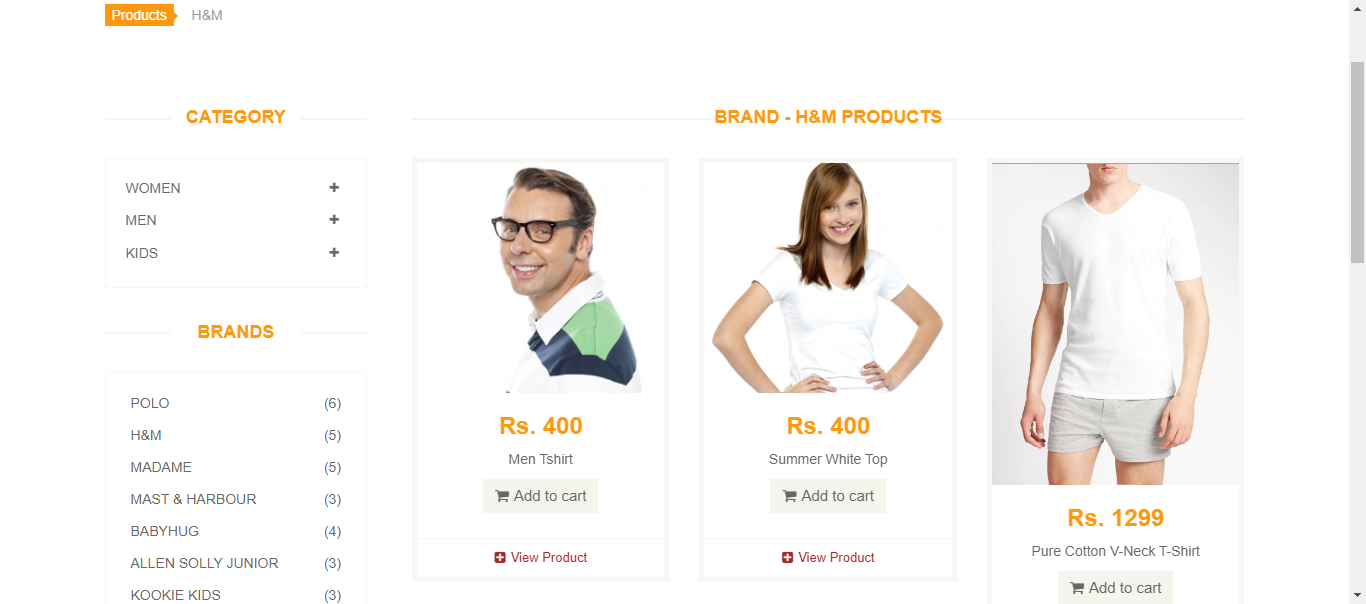 Products
H&M
CATEGORY
WOMEN
MEN
KIDS
BRANDS
POLO (6)
H&M (5)
MADAME (5)
MAST & HARBOUR (3)
BABYHUG (4)
ALLEN SOLLY JUNIOR (3)
KOOKIE KIDS (3)
BRAND - H&M PRODUCTS
Rs. 400
Men Tshirt
Add to cart
View Product
Rs. 400
Summer White Top
Add to cart
View Product
Rs. 1299
Pure Cotton V-Neck T-Shirt
Add to cart